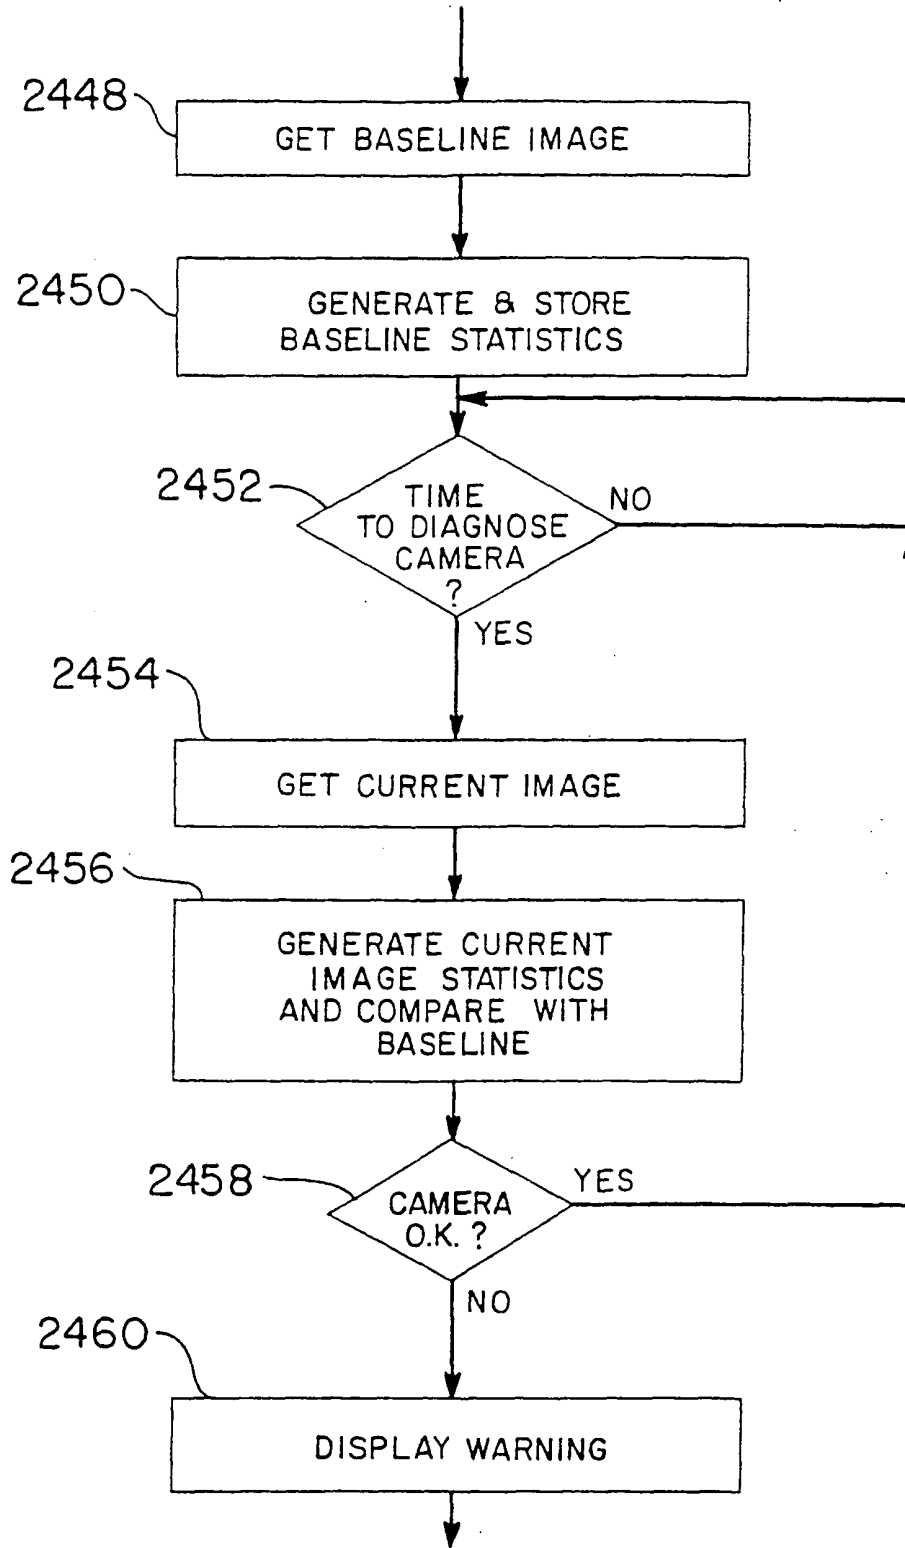 2448
GET BASELINE IMAGE
2450
GENERATE & STORE
BASELINE STATISTICS
2452
TIME
TO DIAGNOSE
CAMERA
?
NO
YES
2454
GET CURRENT IMAGE
2456
GENERATE CURRENT
IMAGE STATISTICS
AND COMPARE WITH
BASELINE
2458
CAMERA
O.K. ?
YES
NO
2460
DISPLAY WARNING